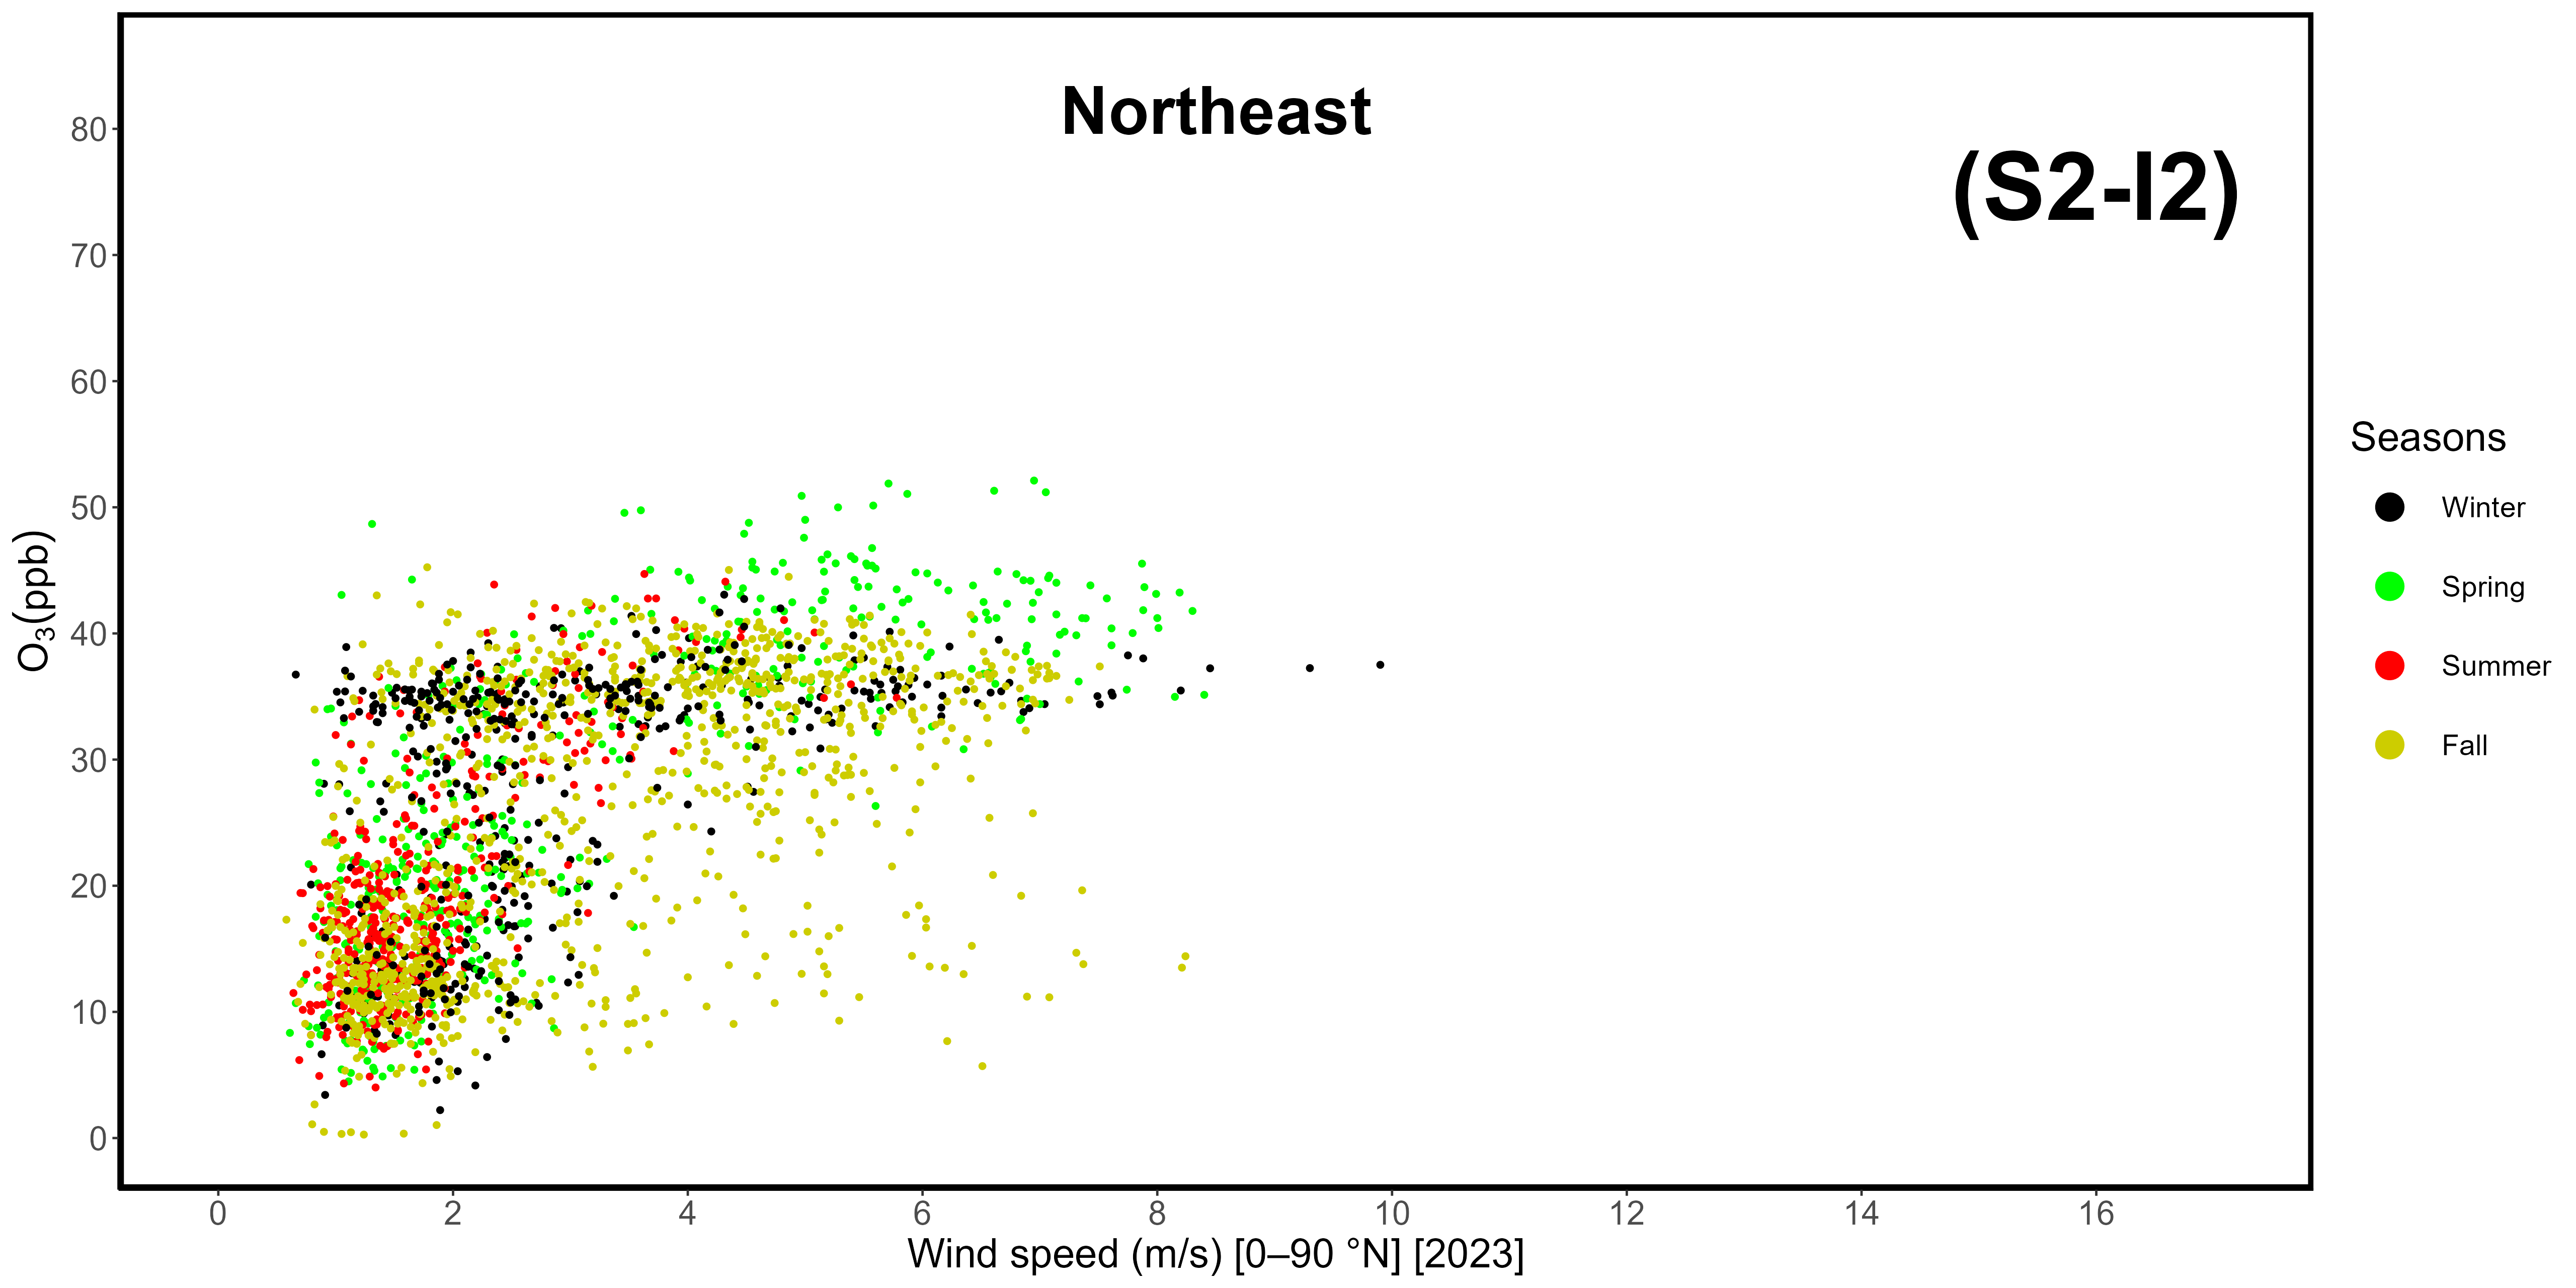 Northeast
(S2-I2)
80
70
60
50
40
30
20
10
0
O₃(ppb)
0 2 4 6 8 10 12 14 16
Wind speed (m/s) [0–90 °N] [2023]
Seasons
Winter
Spring
Summer
Fall